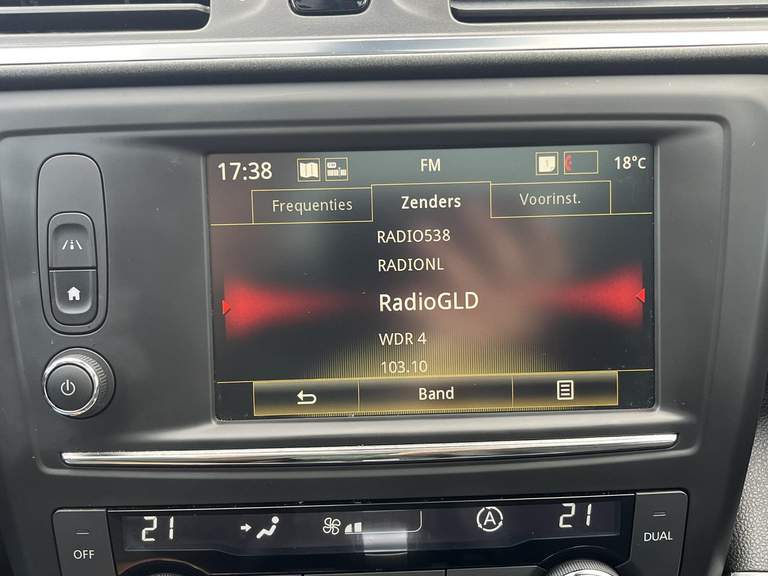 17:38 FM 18°C
Frequenties Zenders Voorinst.
RADIO538
RADIONL
RadioGLD
WDR 4
103.10
Band
21 A 21
OFF DUAL